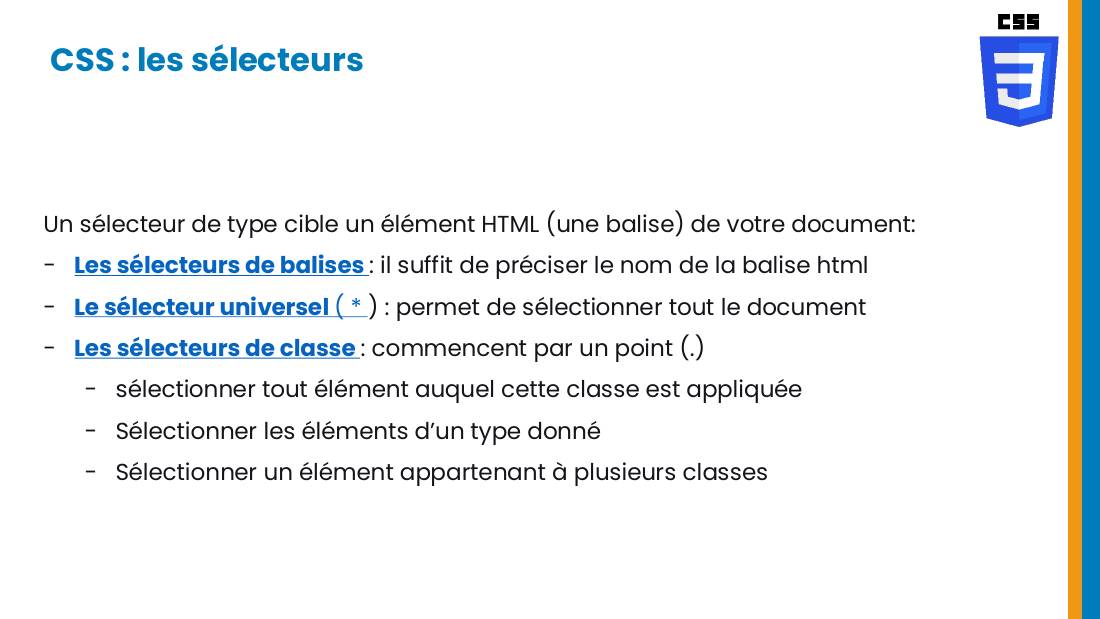 CSS
CSS : les sélecteurs
Un sélecteur de type cible un élément HTML (une balise) de votre document:
- Les sélecteurs de balises : il suffit de préciser le nom de la balise html
- Le sélecteur universel ( * ) : permet de sélectionner tout le document
- Les sélecteurs de classe : commencent par un point (.)
- sélectionner tout élément auquel cette classe est appliquée
- Sélectionner les éléments d’un type donné
- Sélectionner un élément appartenant à plusieurs classes